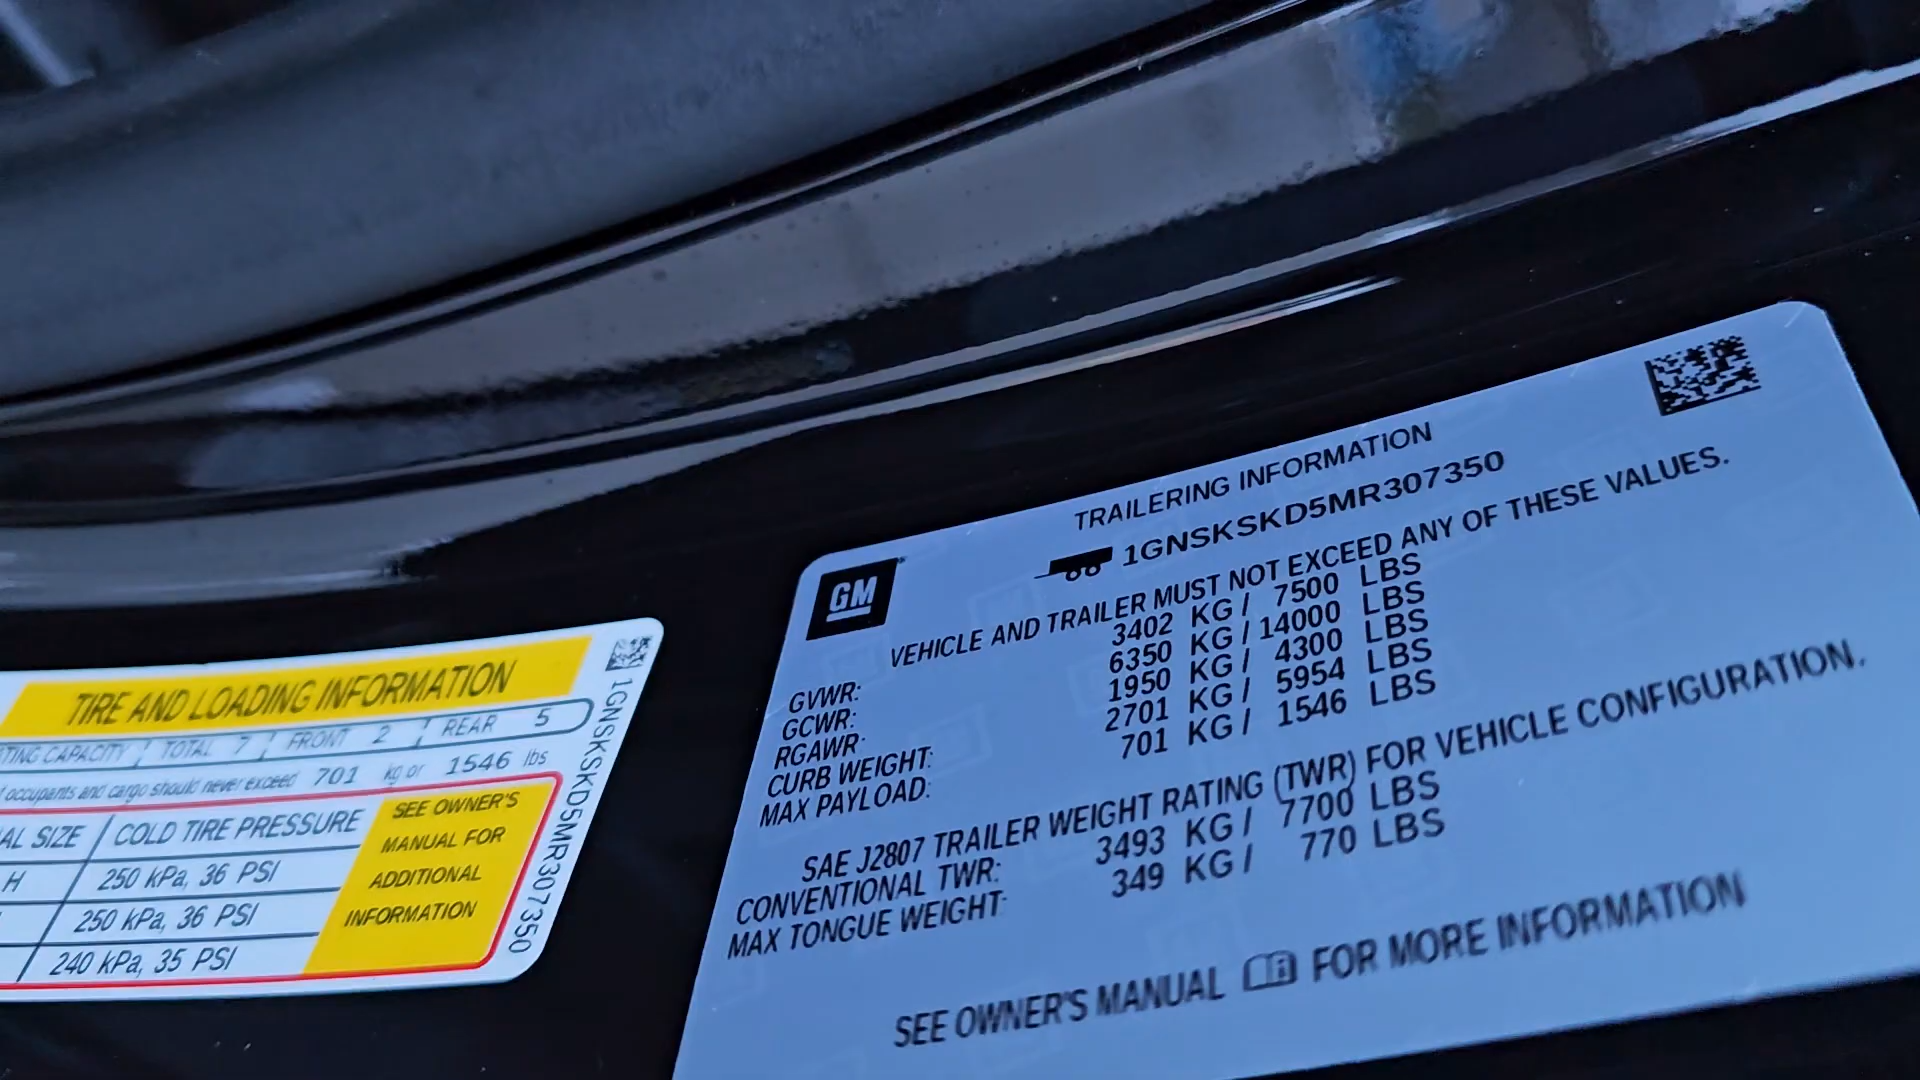 TIRE AND LOADING INFORMATION
TING CAPACITY TOTAL 7 FRONT 2 REAR 5
occupants and cargo should never exceed 701 kg or 1546 lbs
AL SIZE COLD TIRE PRESSURE
H 250 kPa, 36 PSI
250 kPa, 36 PSI
240 kPa, 35 PSI
SEE OWNER'S
MANUAL FOR
ADDITIONAL
INFORMATION
1GNSKSKD5MR307350
GM
TRAILERING INFORMATION
1GNSKSKD5MR307350
VEHICLE AND TRAILER MUST NOT EXCEED ANY OF THESE VALUES.
GVWR: 3402 KG / 7500 LBS
GCWR: 6350 KG / 14000 LBS
RGAWR: 1950 KG / 4300 LBS
CURB WEIGHT: 2701 KG / 5954 LBS
MAX PAYLOAD: 701 KG / 1546 LBS
SAE J2807 TRAILER WEIGHT RATING (TWR) FOR VEHICLE CONFIGURATION.
CONVENTIONAL TWR: 3493 KG / 7700 LBS
MAX TONGUE WEIGHT: 349 KG / 770 LBS
SEE OWNER'S MANUAL FOR MORE INFORMATION